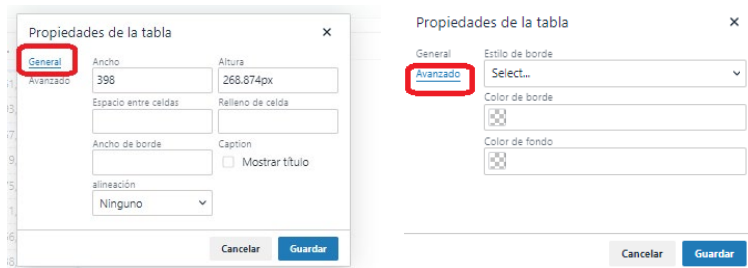 Propiedades de la tabla ×
General Ancho Altura
Avanzado 398 268.874px
Espacio entre celdas Relleno de celda
Ancho de borde Caption
Mostrar título
alineación
Ninguno
Cancelar Guardar
Propiedades de la tabla ×
General Estilo de borde
Avanzado Select...
Color de borde
Color de fondo
Cancelar Guardar